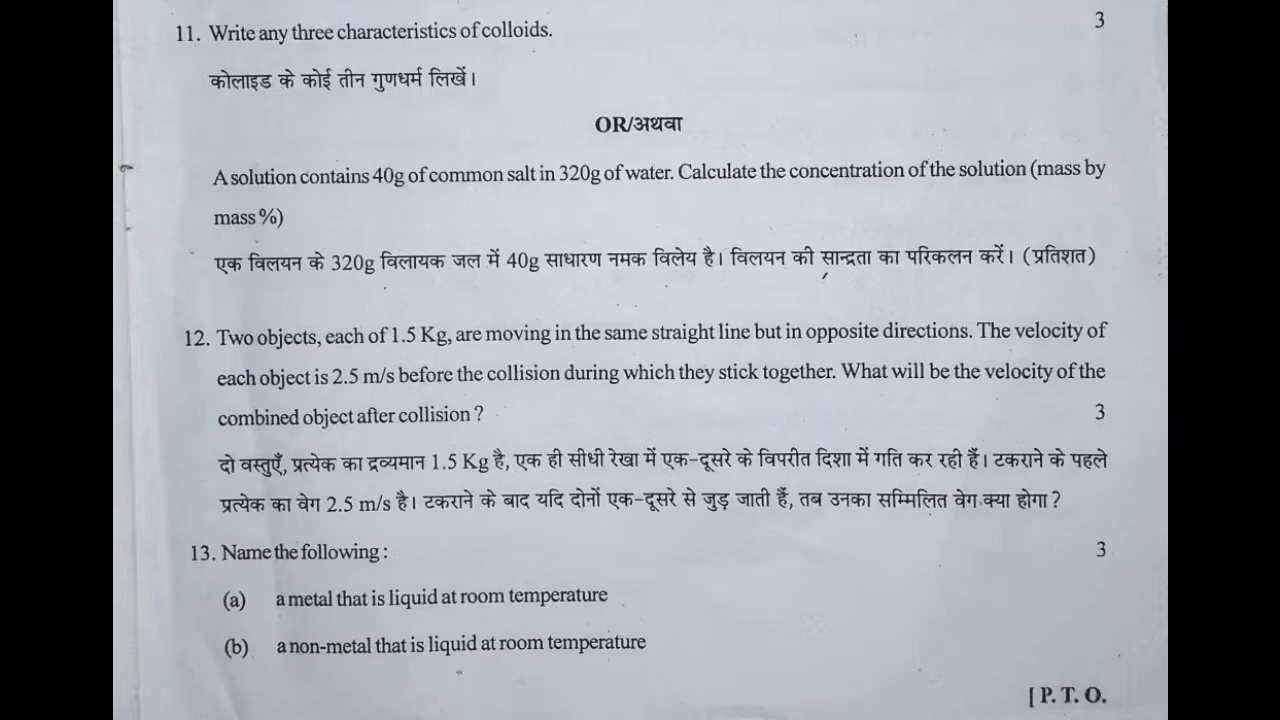 3
11. Write any three characteristics of colloids.
कोलाइड के कोई तीन गुणधर्म लिखें।
OR/अथवा
A solution contains 40g of common salt in 320g of water. Calculate the concentration of the solution (mass by
mass %)
एक विलयन के 320g विलायक जल में 40g साधारण नमक विलेय है। विलयन की सान्द्रता का परिकलन करें। (प्रतिशत)
12. Two objects, each of 1.5 Kg, are moving in the same straight line but in opposite directions. The velocity of
each object is 2.5 m/s before the collision during which they stick together. What will be the velocity of the
combined object after collision ? 3
दो वस्तुएँ, प्रत्येक का द्रव्यमान 1.5 Kg है, एक ही सीधी रेखा में एक-दूसरे के विपरीत दिशा में गति कर रही हैं। टकराने के पहले
प्रत्येक का वेग 2.5 m/s है। टकराने के बाद यदि दोनों एक-दूसरे से जुड़ जाती हैं, तब उनका सम्मिलित वेग क्या होगा ?
13. Name the following : 3
(a) a metal that is liquid at room temperature
(b) a non-metal that is liquid at room temperature
[ P. T. O.